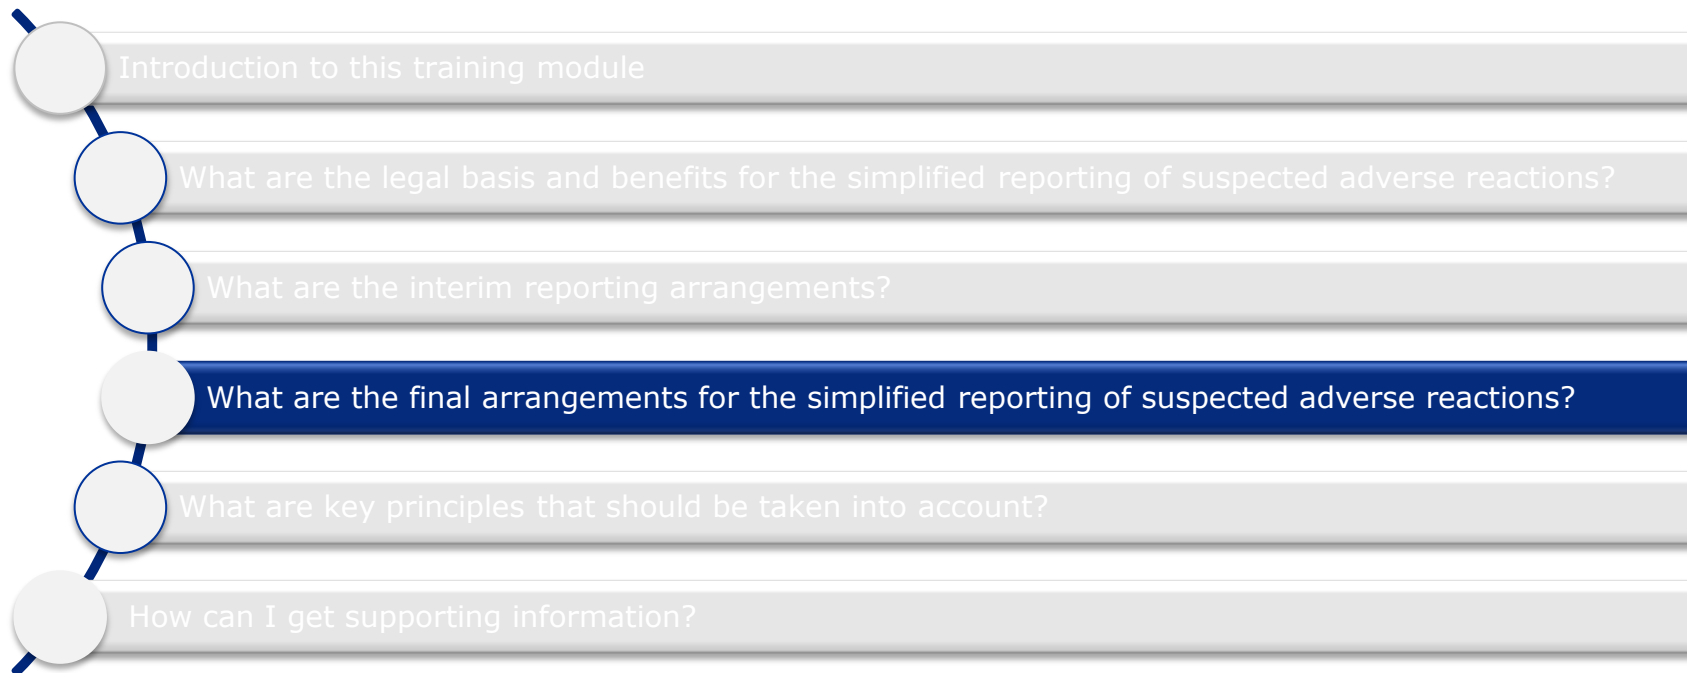 Introduction to this training module
What are the legal basis and benefits for the simplified reporting of suspected adverse reactions?
What are the interim reporting arrangements?
What are the final arrangements for the simplified reporting of suspected adverse reactions?
What are key principles that should be taken into account?
How can I get supporting information?